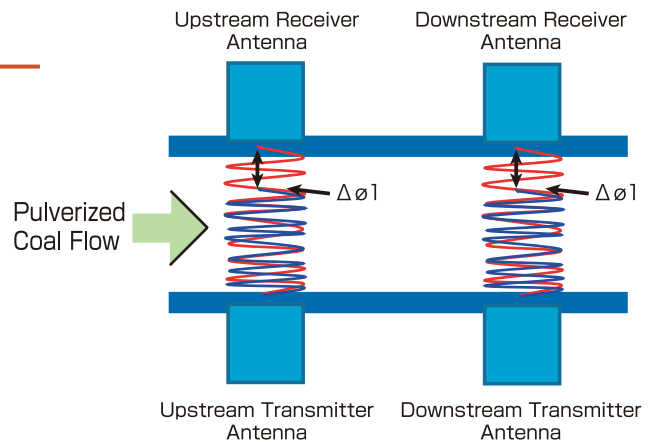 Upstream Receiver
Antenna
Downstream Receiver
Antenna
Δø1
Δø1
Pulverized
Coal Flow
Upstream Transmitter
Antenna
Downstream Transmitter
Antenna